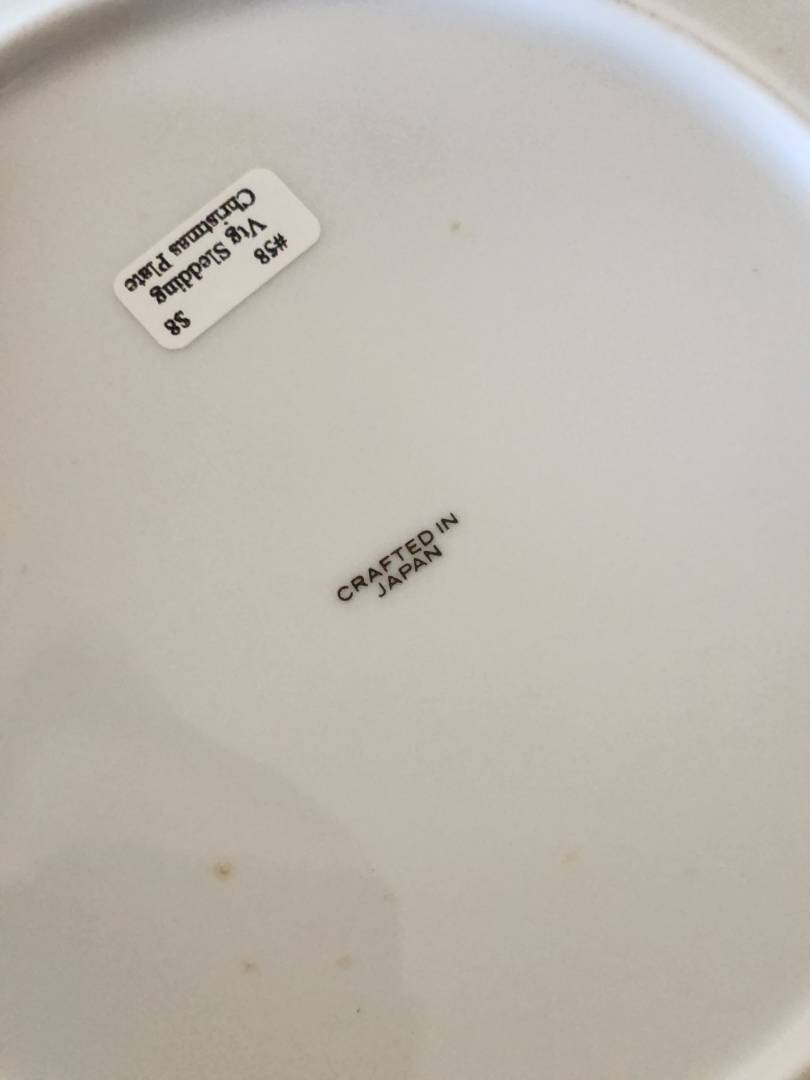 #58 $8
Vtg Sledding
Christmas Plate
CRAFTED IN
JAPAN